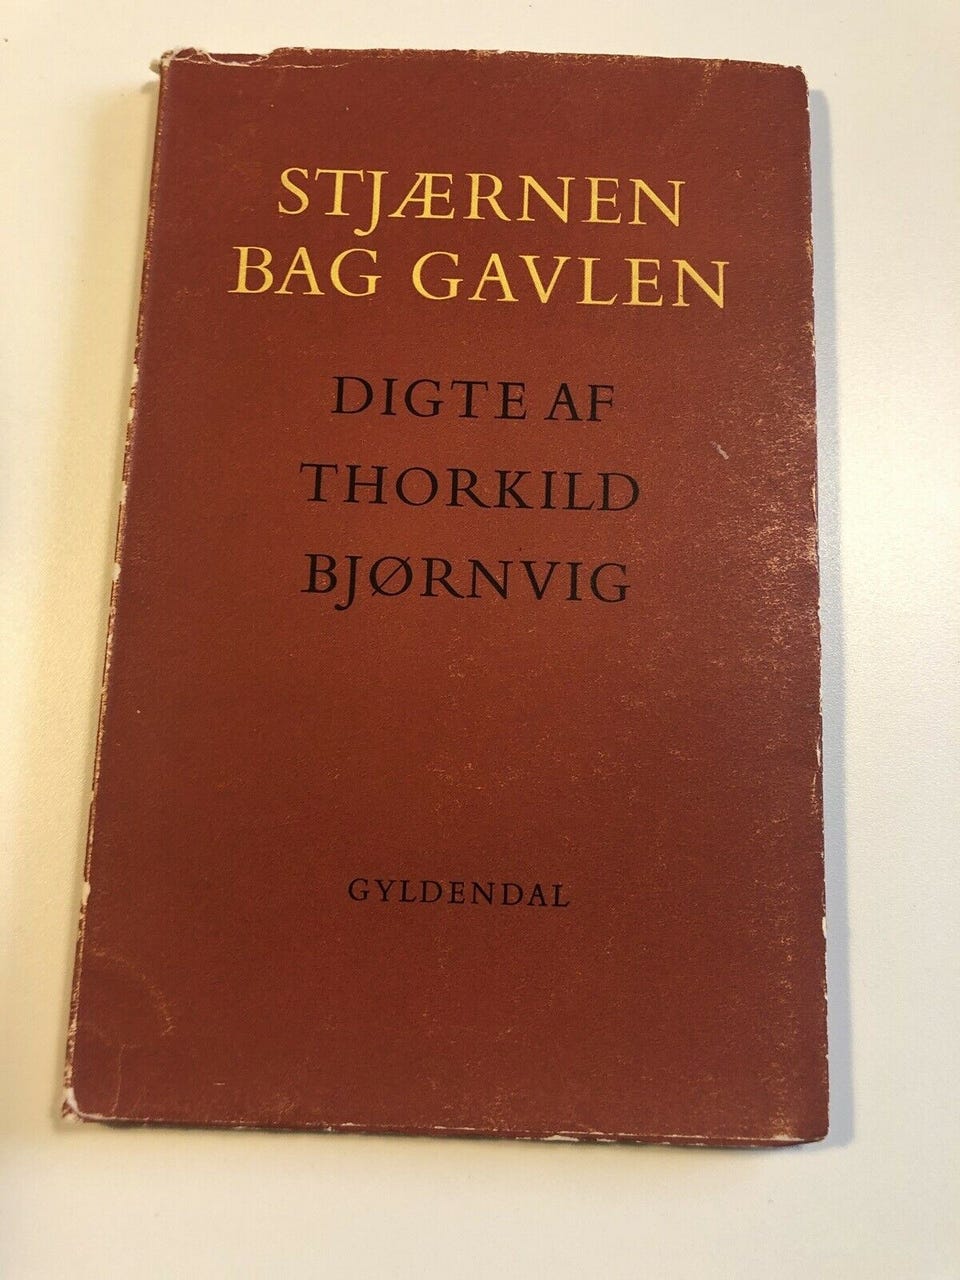 STJÆRNEN
BAG GAVLEN
DIGTE AF
THORKILD
BJØRNVIG
GYLDENDAL